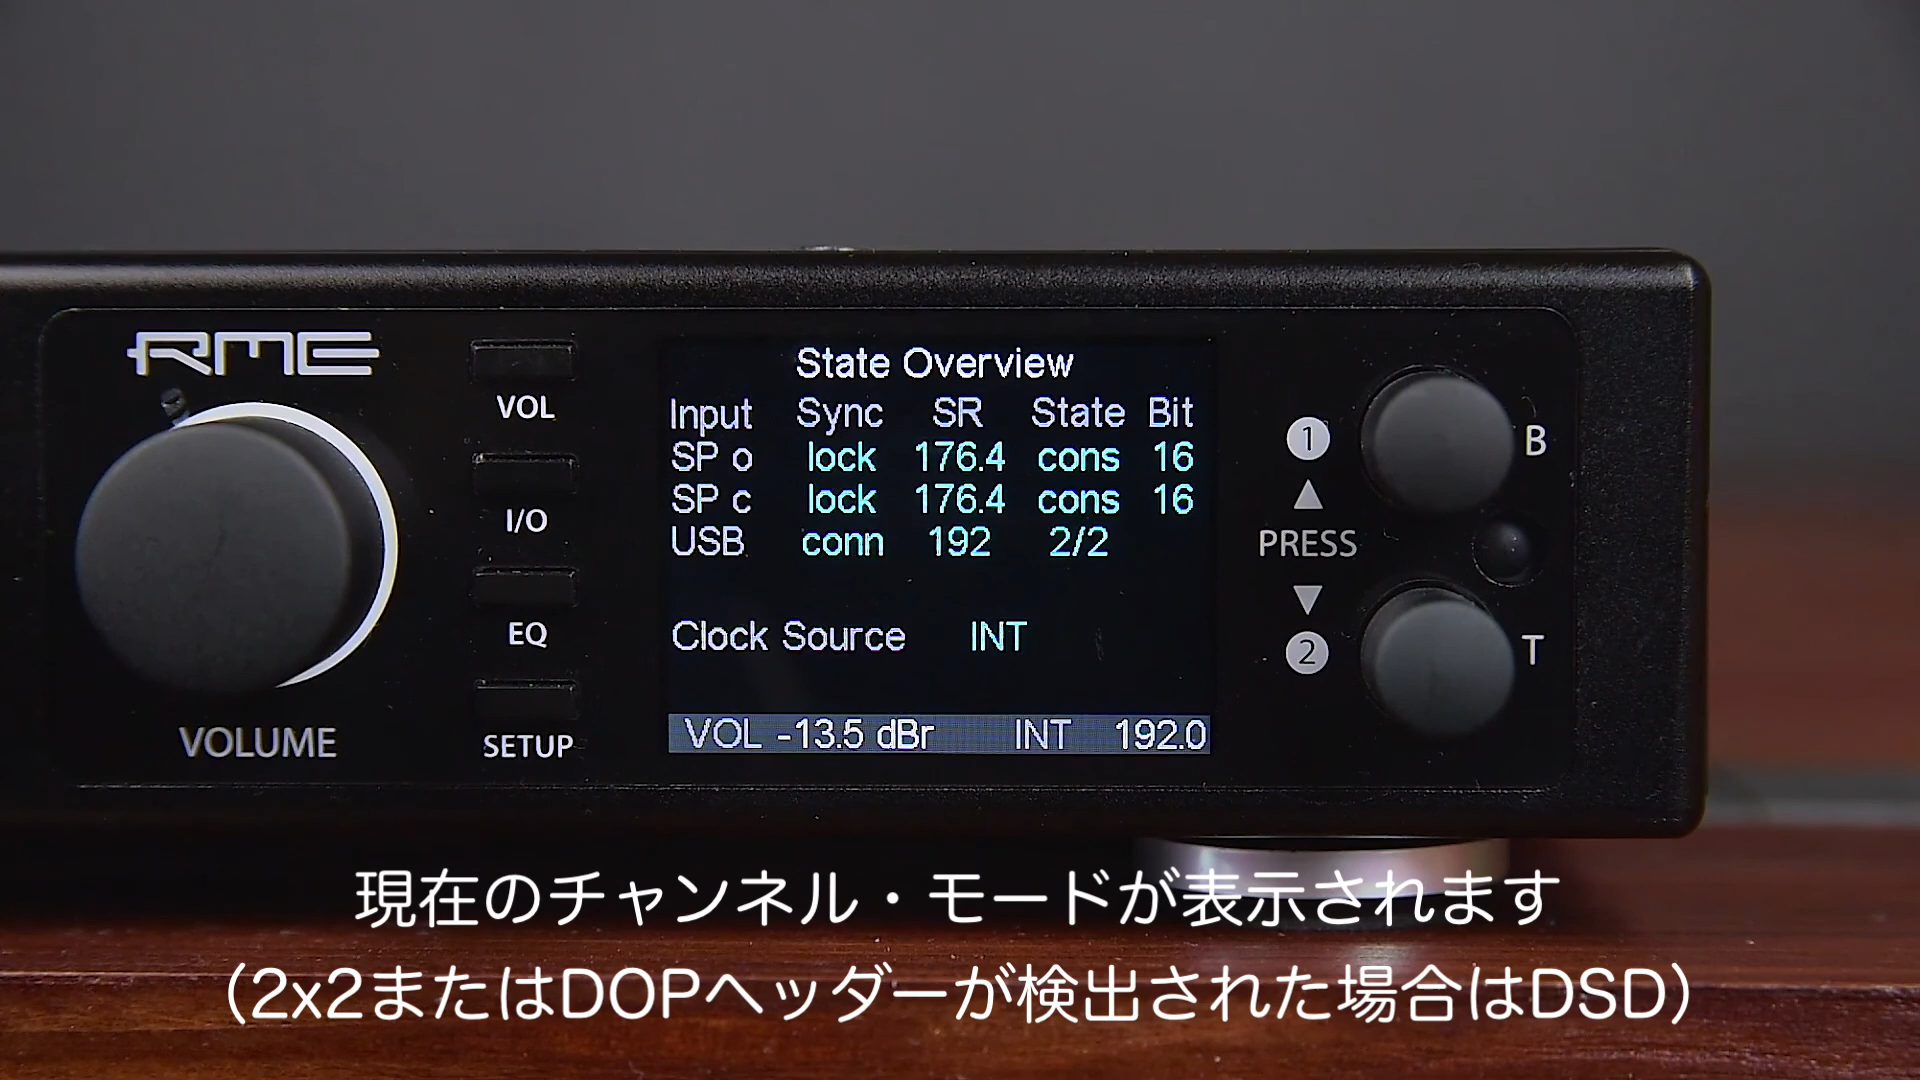 RME
VOLUME
VOL
I/O
EQ
SETUP
State Overview
Input Sync SR State Bit
SP o lock 176.4 cons 16
SP c lock 176.4 cons 16
USB conn 192 2/2
Clock Source INT
VOL -13.5 dBr INT 192.0
1
▲
PRESS
▼
2
B
T
現在のチャンネル・モードが表示されます
（2x2またはDOPヘッダーが検出された場合はDSD）